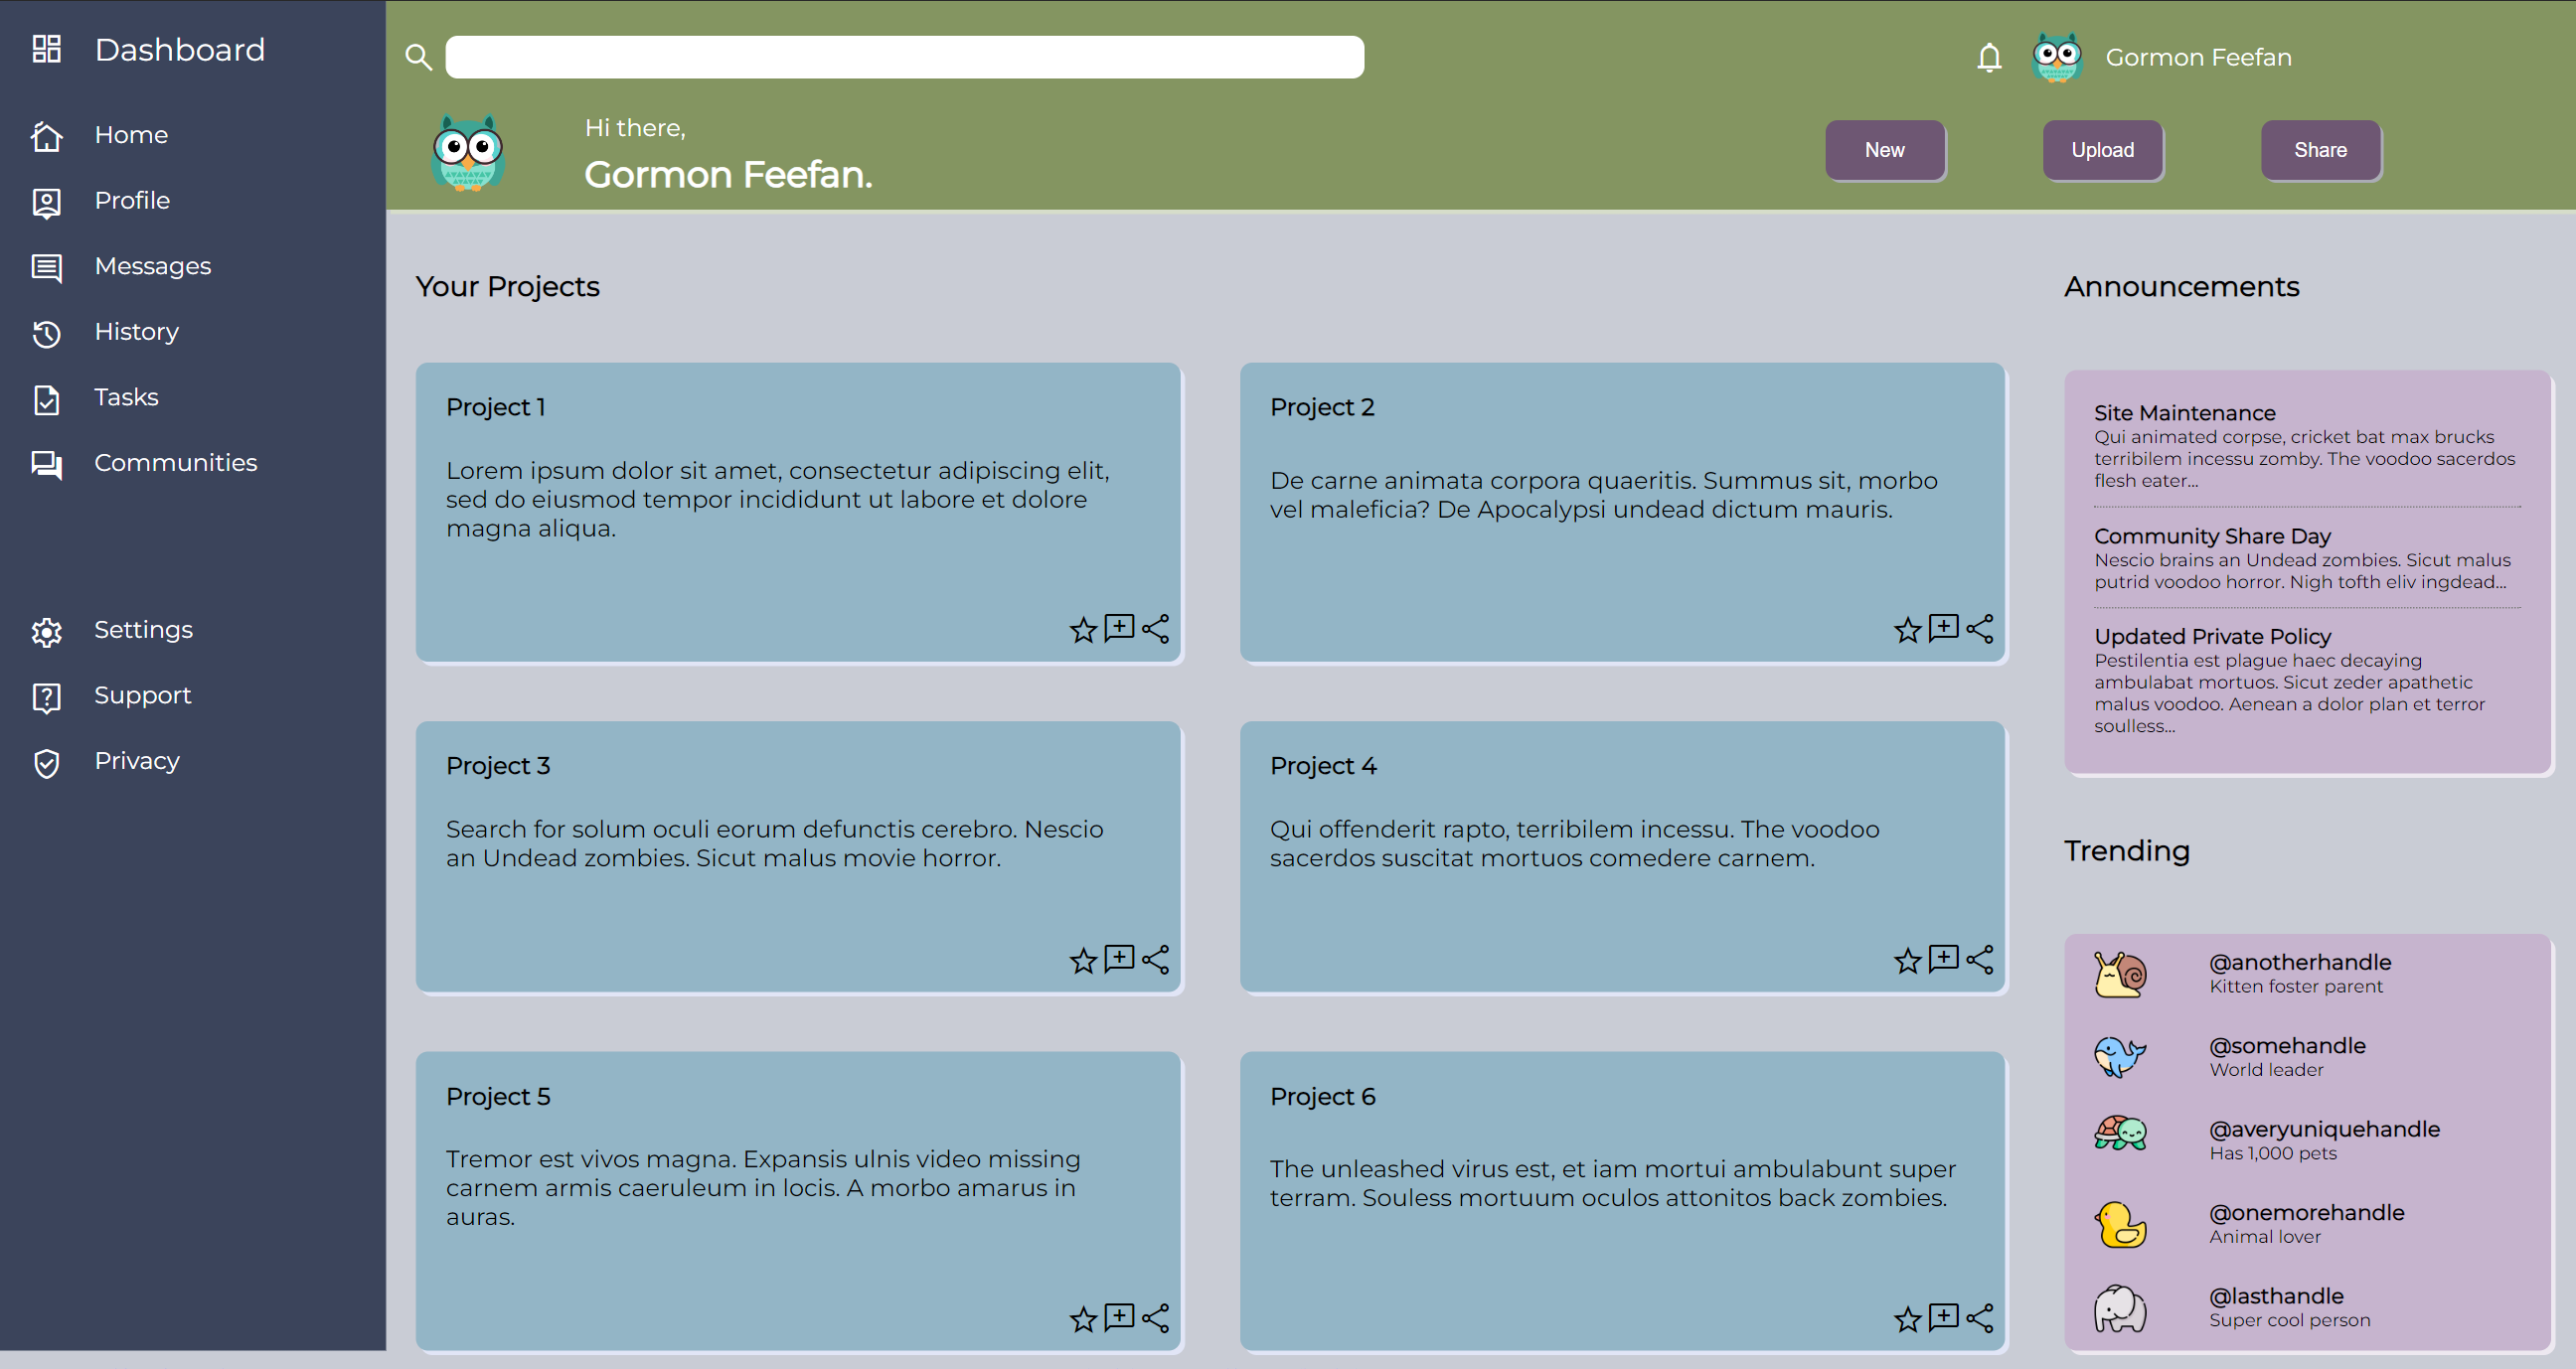 Dashboard
Home
Profile
Messages
History
Tasks
Communities
Settings
Support
Privacy
Gormon Feefan
Hi there,
Gormon Feefan.
New
Upload
Share
Your Projects
Project 1
Lorem ipsum dolor sit amet, consectetur adipiscing elit,
sed do eiusmod tempor incididunt ut labore et dolore
magna aliqua.
Project 2
De carne animata corpora quaeritis. Summus sit, morbo
vel maleficia? De Apocalypsi undead dictum mauris.
Project 3
Search for solum oculi eorum defunctis cerebro. Nescio
an Undead zombies. Sicut malus movie horror.
Project 4
Qui offenderit rapto, terribilem incessu. The voodoo
sacerdos suscitat mortuos comedere carnem.
Project 5
Tremor est vivos magna. Expansis ulnis video missing
carnem armis caeruleum in locis. A morbo amarus in
auras.
Project 6
The unleashed virus est, et iam mortui ambulabunt super
terram. Souless mortuum oculos attonitos back zombies.
Announcements
Site Maintenance
Qui animated corpse, cricket bat max brucks
terribilem incessu zomby. The voodoo sacerdos
flesh eater...
Community Share Day
Nescio brains an Undead zombies. Sicut malus
putrid voodoo horror. Nigh tofth eliv ingdead...
Updated Private Policy
Pestilentia est plague haec decaying
ambulabat mortuos. Sicut zeder apathetic
malus voodoo. Aenean a dolor plan et terror
soulless...
Trending
@anotherhandle
Kitten foster parent
@somehandle
World leader
@averyuniquehandle
Has 1,000 pets
@onemorehandle
Animal lover
@lasthandle
Super cool person